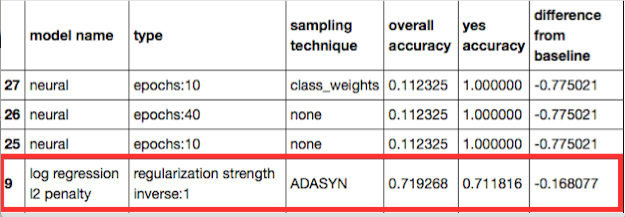 model name type sampling technique overall accuracy yes accuracy difference from baseline
27 neural epochs:10 class_weights 0.112325 1.000000 -0.775021
26 neural epochs:40 none 0.112325 1.000000 -0.775021
25 neural epochs:10 none 0.112325 1.000000 -0.775021
9 log regression l2 penalty regularization strength inverse:1 ADASYN 0.719268 0.711816 -0.168077